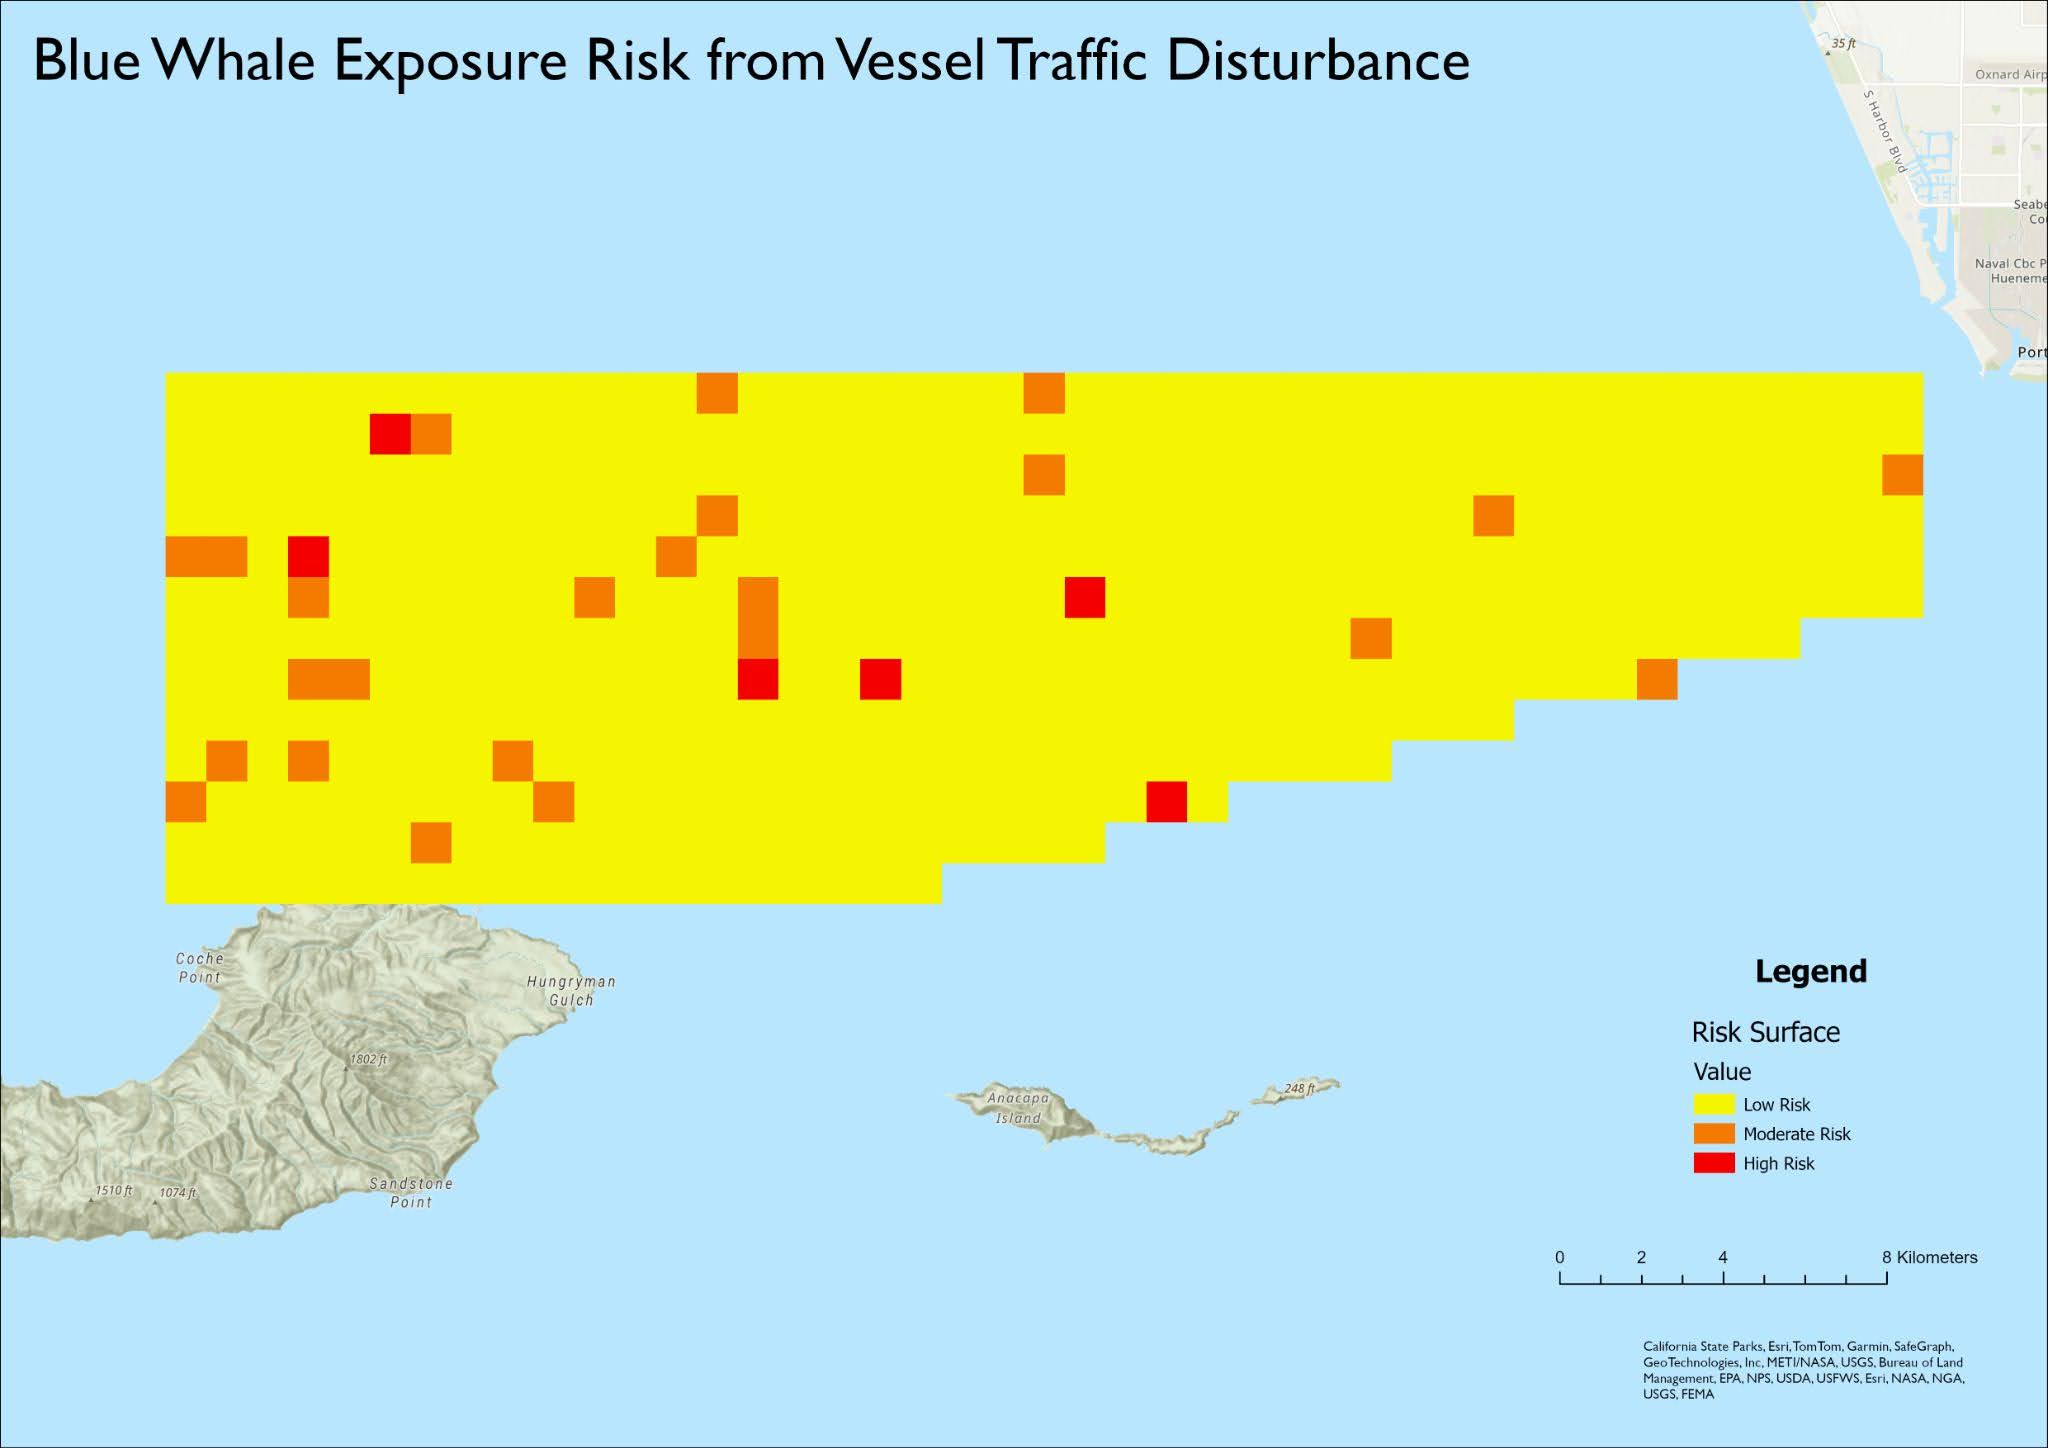 Blue Whale Exposure Risk from Vessel Traffic Disturbance
35 ft
Oxnard Airp
S Harbor Blvd
Seabe
Co
Naval Cbc P
Hueneme
Port
Coche
Point
Hungryman
Gulch
1802 ft
Anacapa
Island
248 ft
1510 ft
1074 ft
Sandstone
Point
Legend
Risk Surface
Value
Low Risk
Moderate Risk
High Risk
0 2 4 8 Kilometers
California State Parks, Esri, TomTom, Garmin, SafeGraph,
GeoTechnologies, Inc, METI/NASA, USGS, Bureau of Land
Management, EPA, NPS, USDA, USFWS, Esri, NASA, NGA,
USGS, FEMA